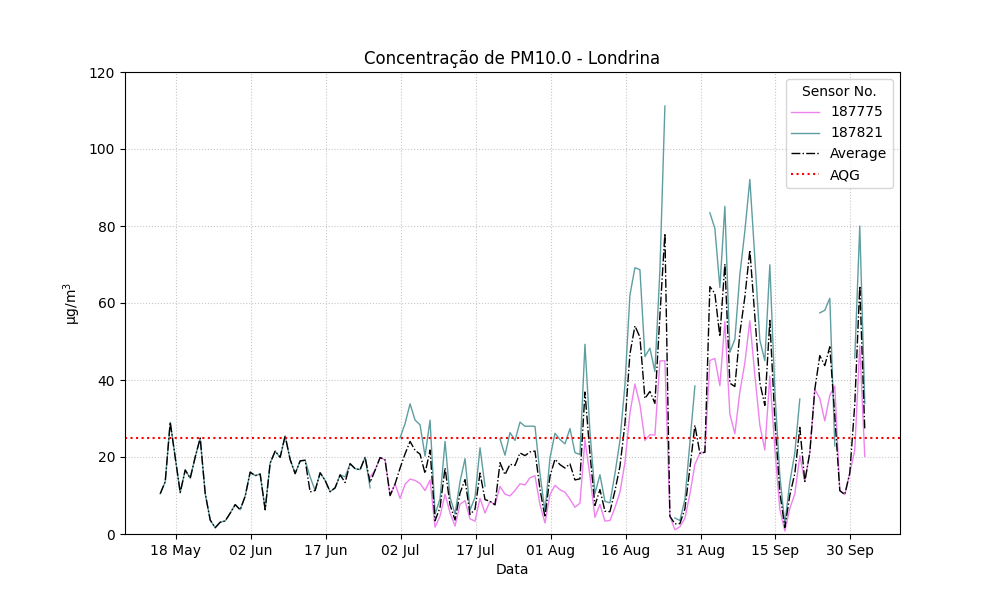 Concentração de PM10.0 - Londrina
Sensor No.
187775
187821
Average
AQG
120
100
80
60
40
20
0
µg/m³
18 May
02 Jun
17 Jun
02 Jul
17 Jul
01 Aug
16 Aug
31 Aug
15 Sep
30 Sep
Data